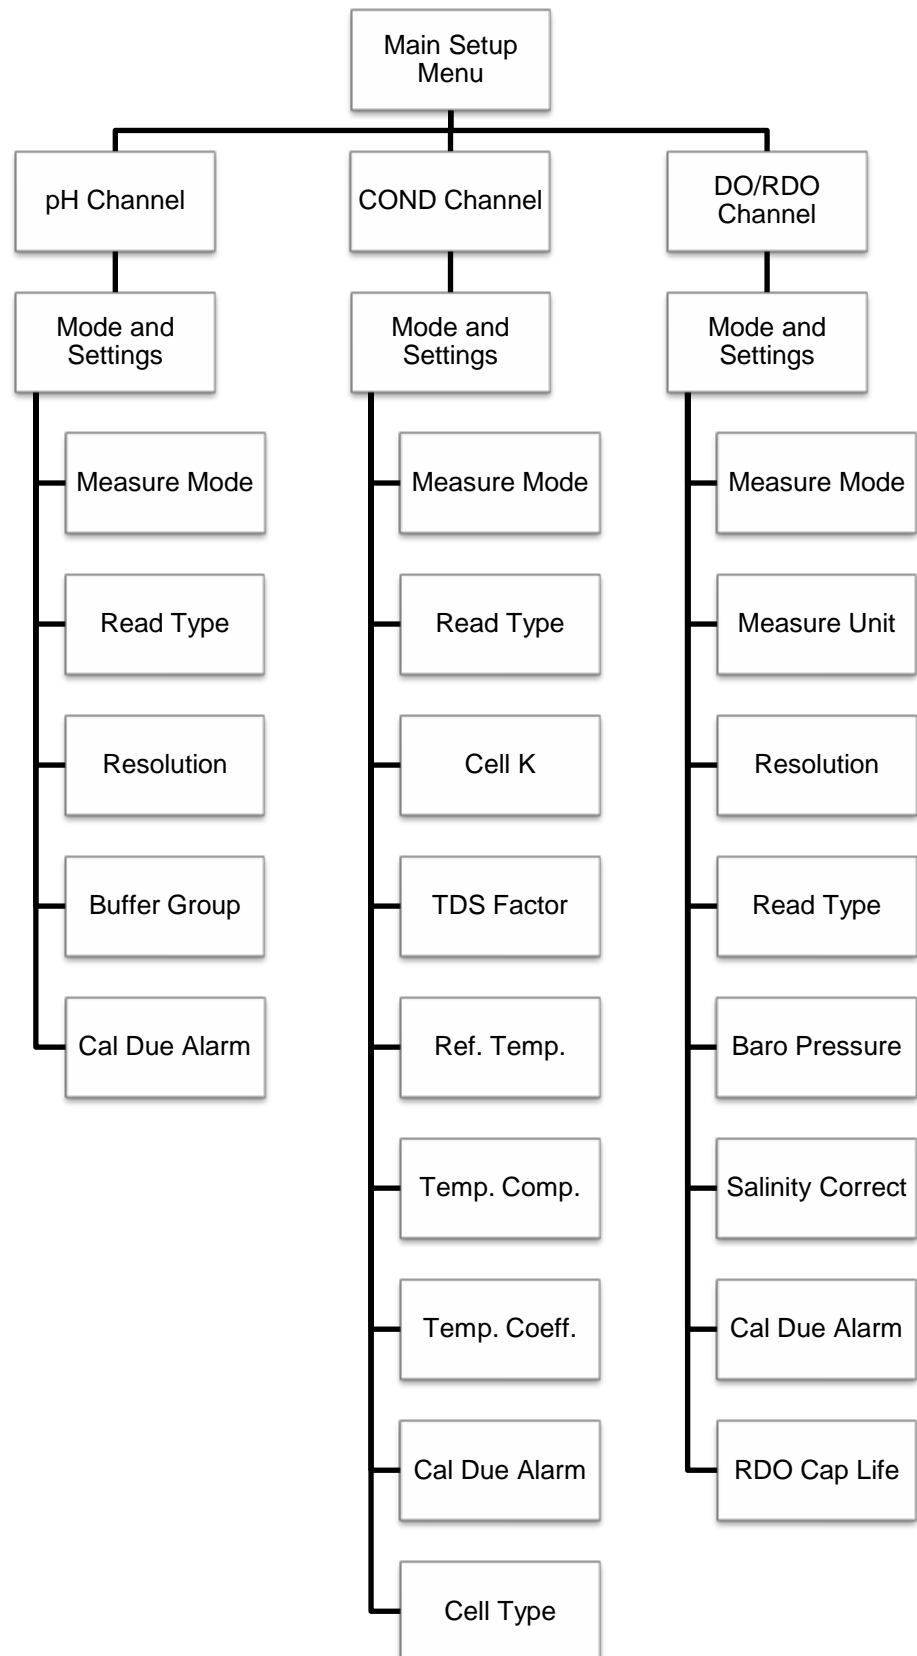 Main Setup
Menu
pH Channel
COND Channel
DO/RDO
Channel
Mode and
Settings
Mode and
Settings
Mode and
Settings
Measure Mode
Read Type
Resolution
Buffer Group
Cal Due Alarm
Measure Mode
Read Type
Cell K
TDS Factor
Ref. Temp.
Temp. Comp.
Temp. Coeff.
Cal Due Alarm
Cell Type
Measure Mode
Measure Unit
Resolution
Read Type
Baro Pressure
Salinity Correct
Cal Due Alarm
RDO Cap Life